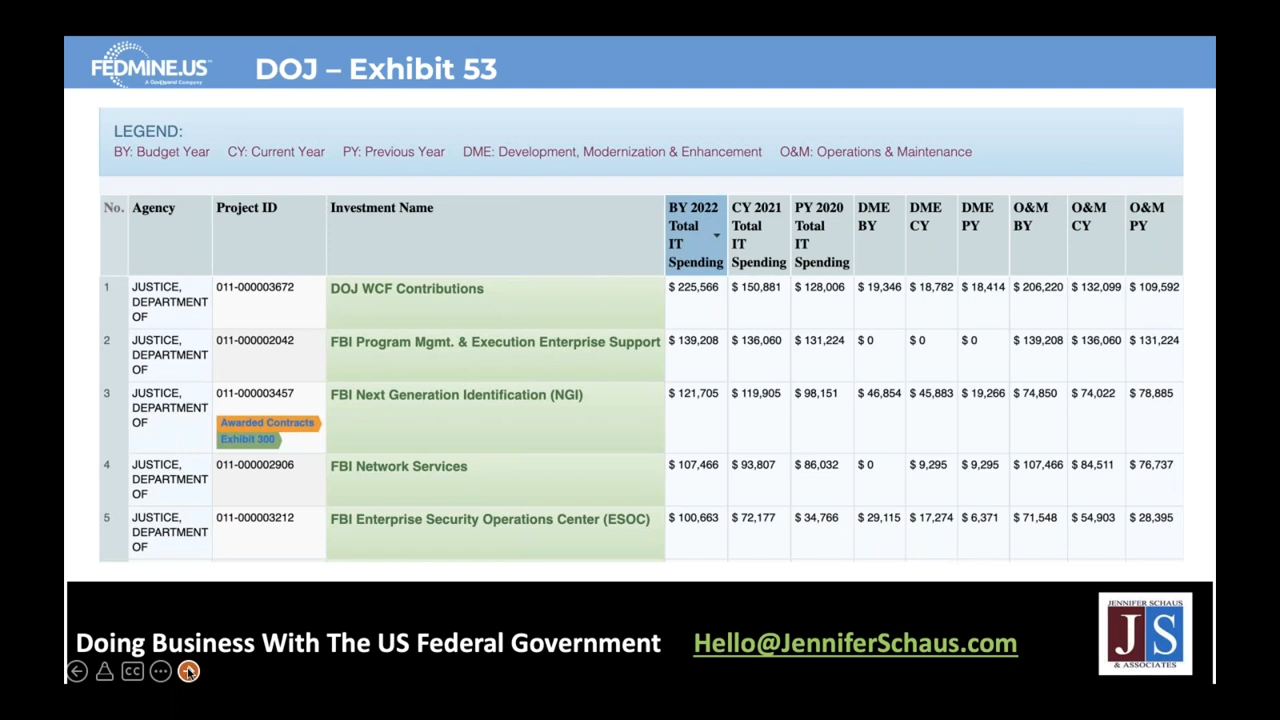 FEDMINE.US™
A GovSpend Company
DOJ – Exhibit 53
LEGEND:
BY: Budget Year CY: Current Year PY: Previous Year DME: Development, Modernization & Enhancement O&M: Operations & Maintenance
No. Agency Project ID Investment Name BY 2022 Total IT Spending CY 2021 Total IT Spending PY 2020 Total IT Spending DME BY DME CY DME PY O&M BY O&M CY O&M PY
1 JUSTICE, DEPARTMENT OF 011-000003672 DOJ WCF Contributions $ 225,566 $ 150,881 $ 128,006 $ 19,346 $ 18,782 $ 18,414 $ 206,220 $ 132,099 $ 109,592
2 JUSTICE, DEPARTMENT OF 011-000002042 FBI Program Mgmt. & Execution Enterprise Support $ 139,208 $ 136,060 $ 131,224 $ 0 $ 0 $ 0 $ 139,208 $ 136,060 $ 131,224
3 JUSTICE, DEPARTMENT OF 011-000003457 Awarded Contracts Exhibit 300 FBI Next Generation Identification (NGI) $ 121,705 $ 119,905 $ 98,151 $ 46,854 $ 45,883 $ 19,266 $ 74,850 $ 74,022 $ 78,885
4 JUSTICE, DEPARTMENT OF 011-000002906 FBI Network Services $ 107,466 $ 93,807 $ 86,032 $ 0 $ 9,295 $ 9,295 $ 107,466 $ 84,511 $ 76,737
5 JUSTICE, DEPARTMENT OF 011-000003212 FBI Enterprise Security Operations Center (ESOC) $ 100,663 $ 72,177 $ 34,766 $ 29,115 $ 17,274 $ 6,371 $ 71,548 $ 54,903 $ 28,395
Doing Business With The US Federal Government Hello@JenniferSchaus.com
JENNIFER SCHAUS
J S
& ASSOCIATES
CC